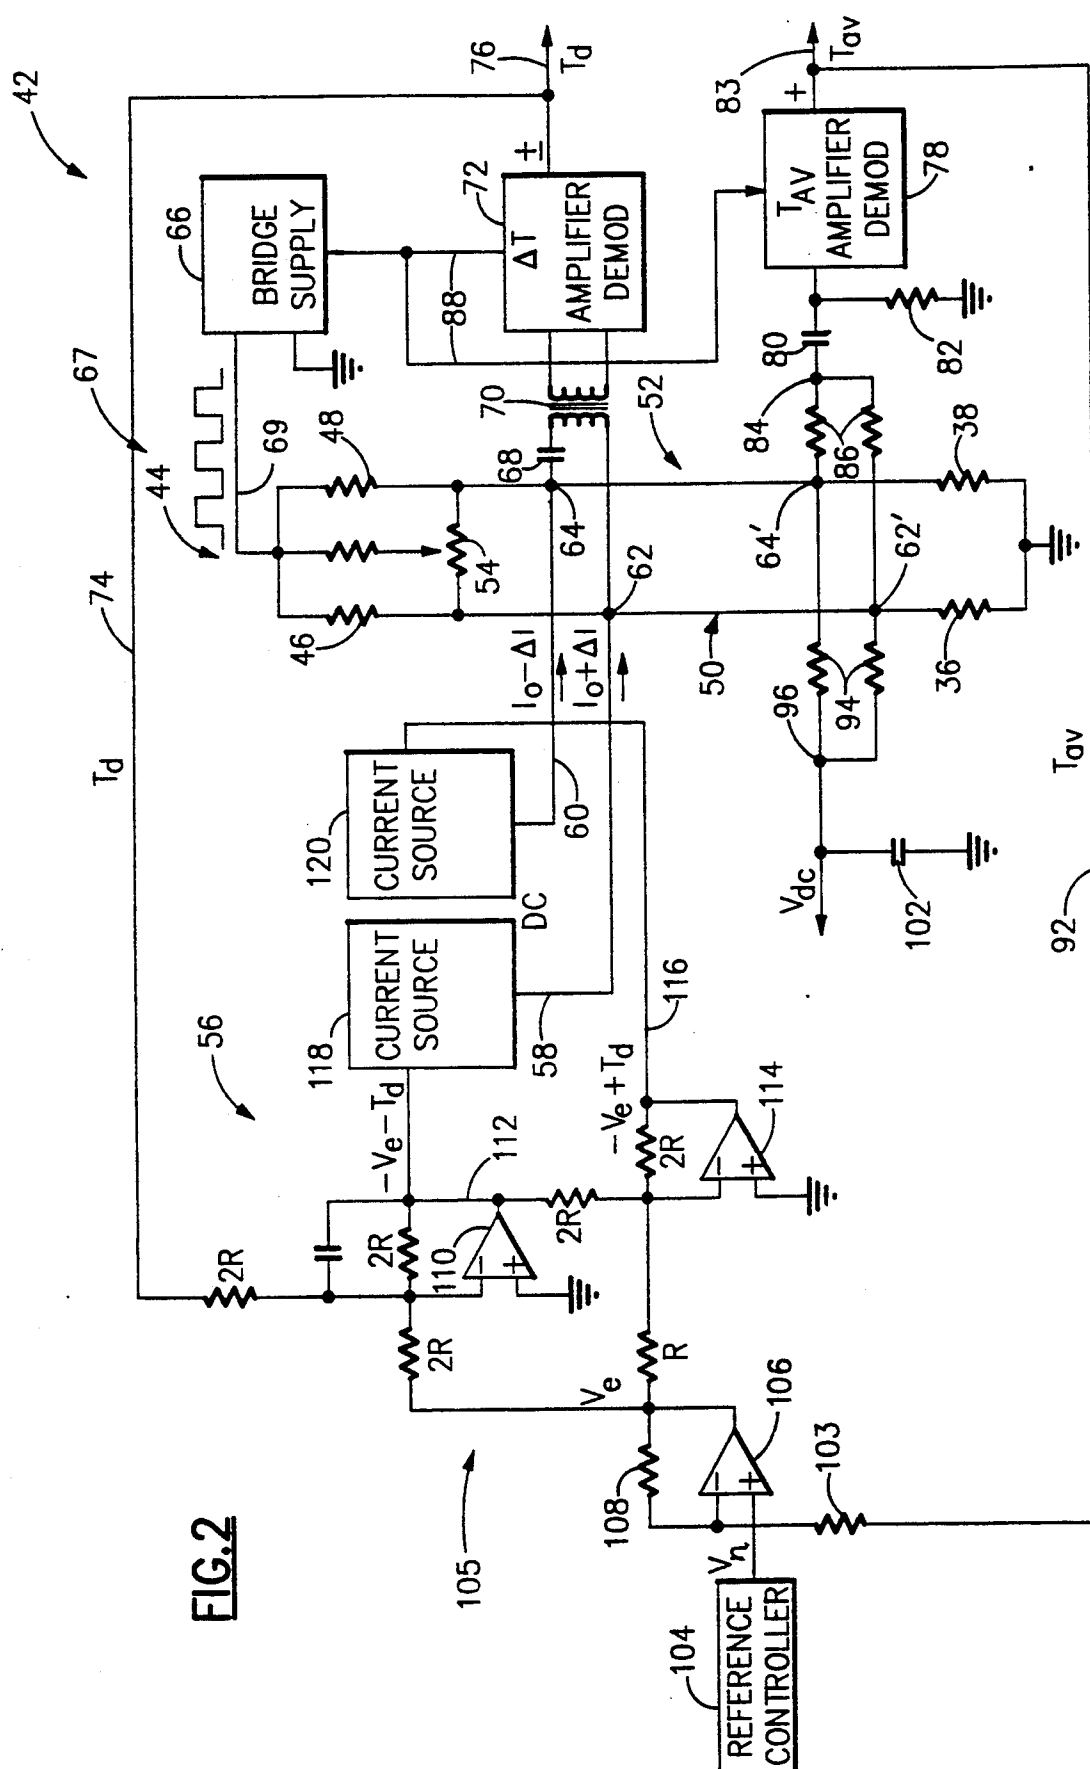 FIG.2
42
67
44
69
66
BRIDGE
SUPPLY
74
Td
Td
76
±
72
ΔT
AMPLIFIER
DEMOD
88
70
68
48
46
54
64
62
52
50
I₀−ΔI
I₀+ΔI
60
58
120
CURRENT
SOURCE
DC
118
CURRENT
SOURCE
56
−Ve−Td
112
2R
2R
2R
2R
110
−
+
−Ve+Td
116
2R
114
−
+
R
Ve
105
108
106
−
+
103
Vn
104
REFERENCE
CONTROLLER
Tav
83
+
TAV
AMPLIFIER
DEMOD
78
80
82
84
86
64'
62'
38
36
96
94
Vdc
102
92
Tav